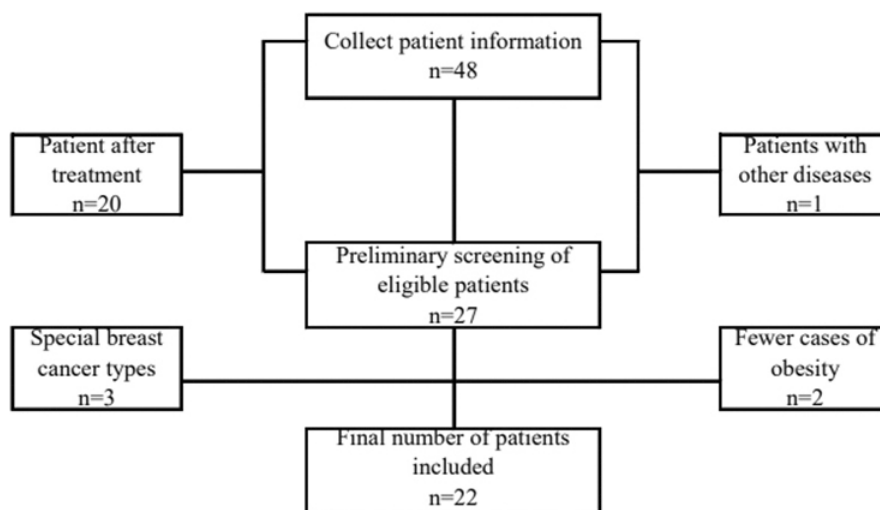 Collect patient information
n=48
Patient after
treatment
n=20
Patients with
other diseases
n=1
Preliminary screening of
eligible patients
n=27
Special breast
cancer types
n=3
Fewer cases of
obesity
n=2
Final number of patients
included
n=22